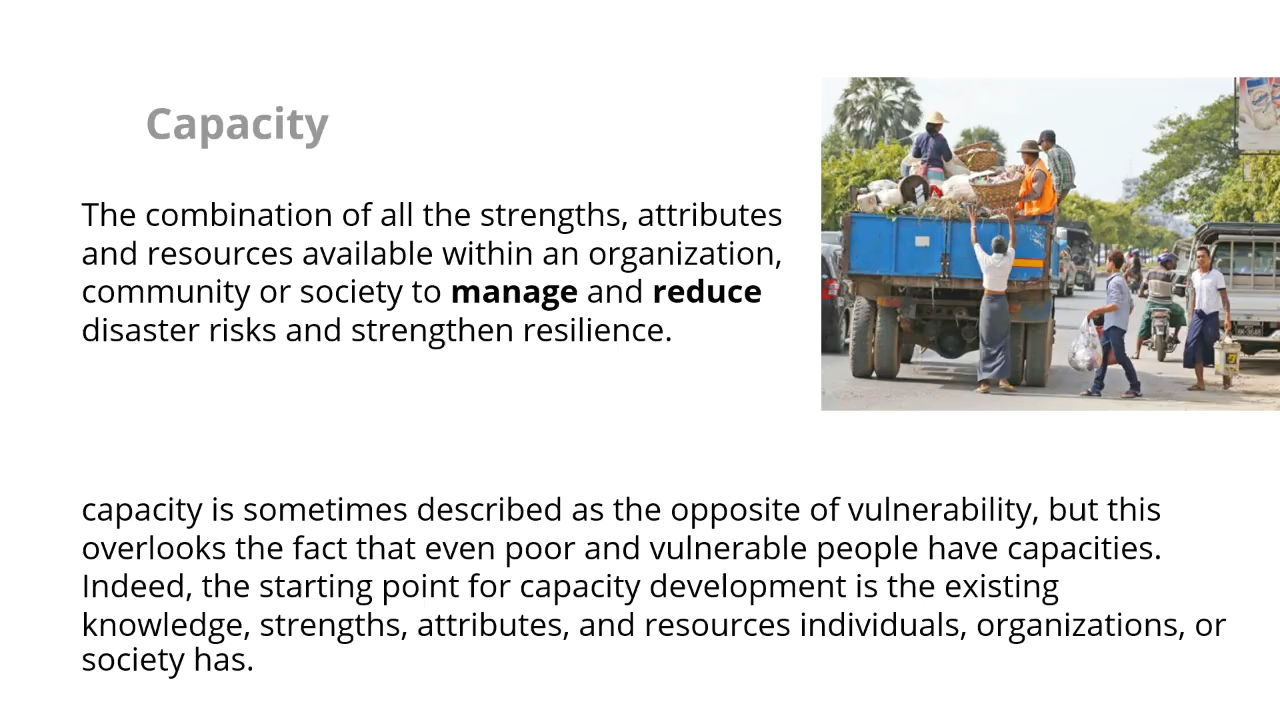 Capacity
The combination of all the strengths, attributes
and resources available within an organization,
community or society to manage and reduce
disaster risks and strengthen resilience.
capacity is sometimes described as the opposite of vulnerability, but this
overlooks the fact that even poor and vulnerable people have capacities.
Indeed, the starting point for capacity development is the existing
knowledge, strengths, attributes, and resources individuals, organizations, or
society has.